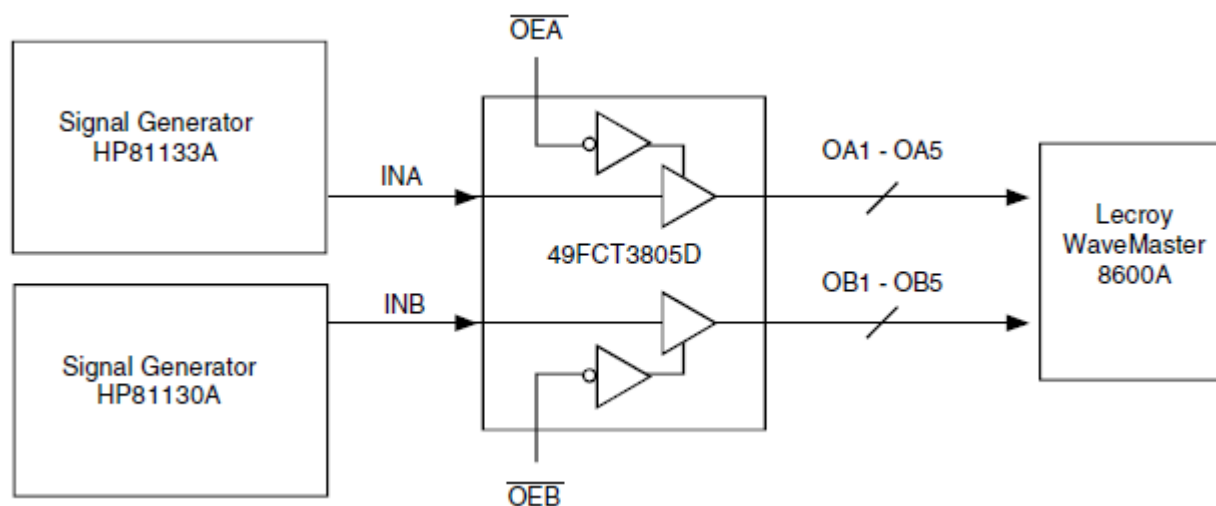 OEA
Signal Generator
HP81133A
INA
OA1 - OA5
Lecroy
WaveMaster
8600A
49FCT3805D
INB
OB1 - OB5
Signal Generator
HP81130A
OEB